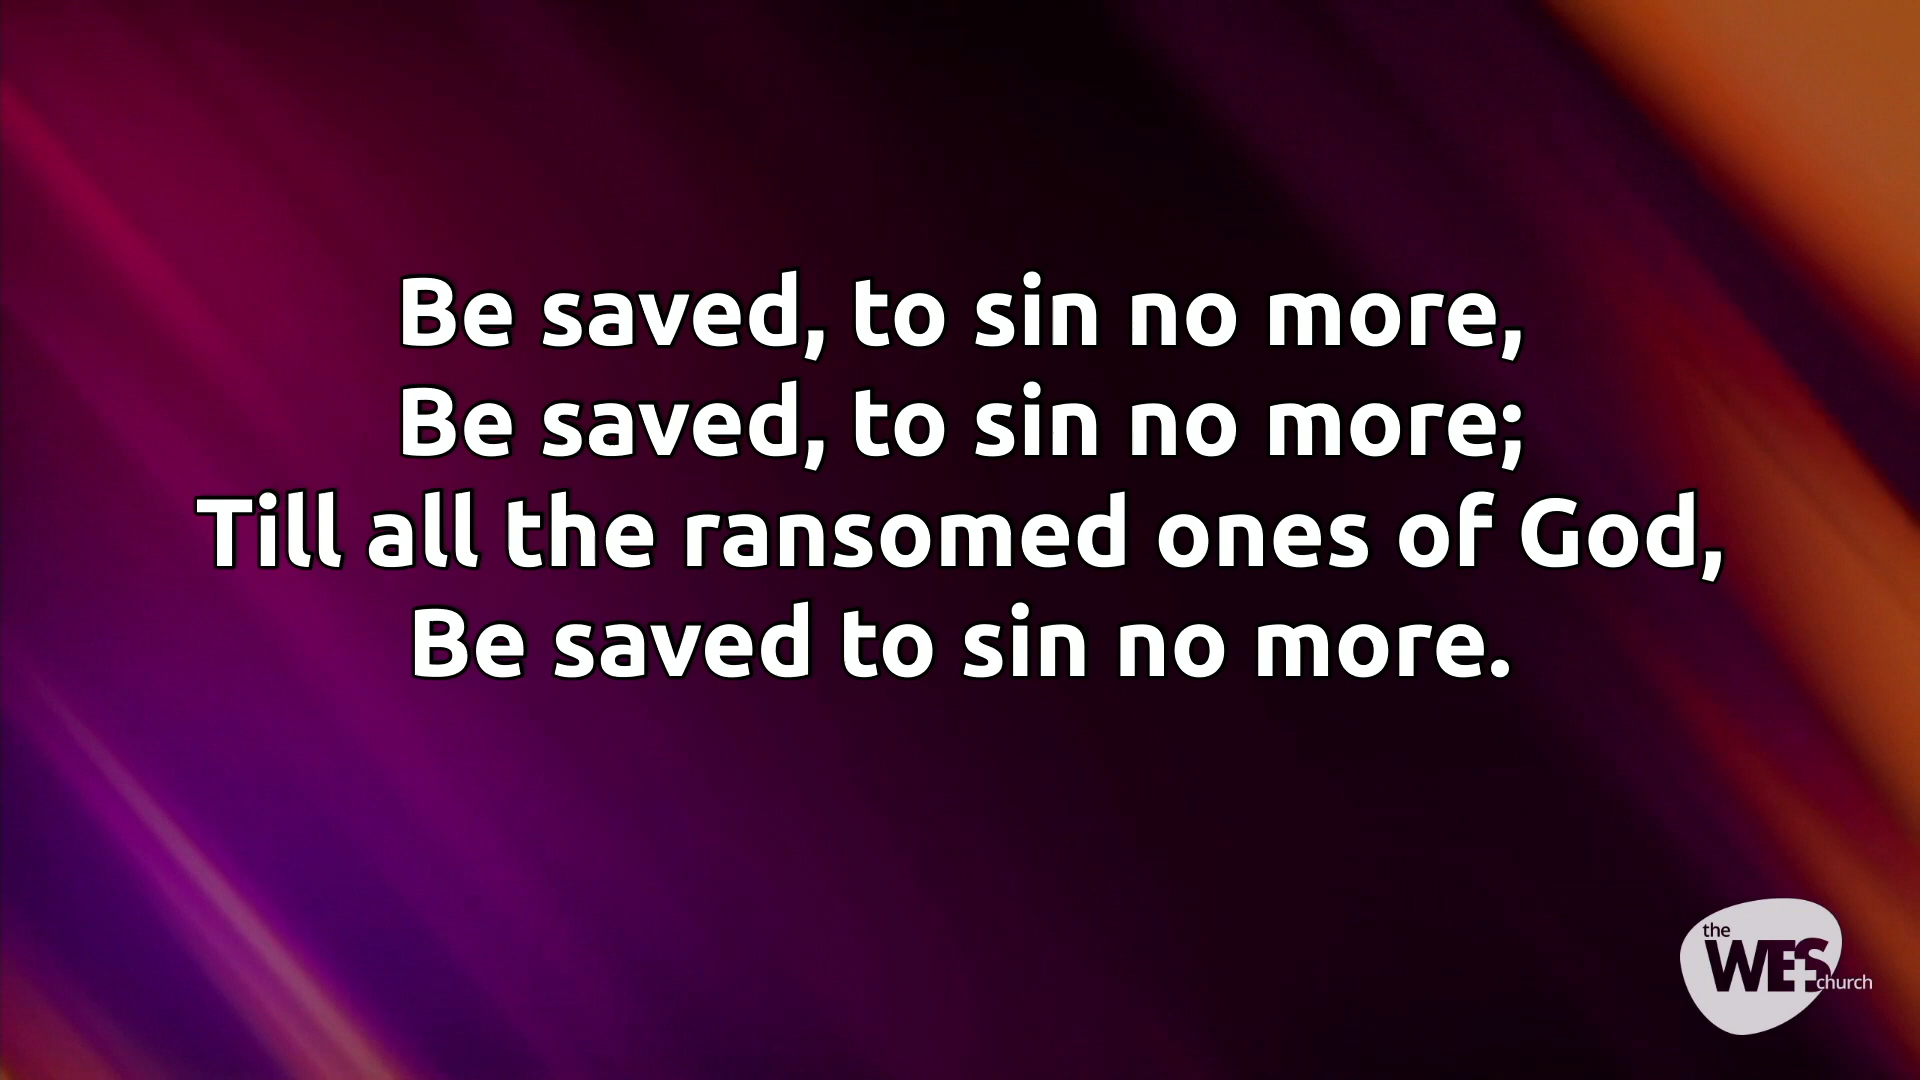 Be saved, to sin no more,
Be saved, to sin no more;
Till all the ransomed ones of God,
Be saved to sin no more.
the
WES
church